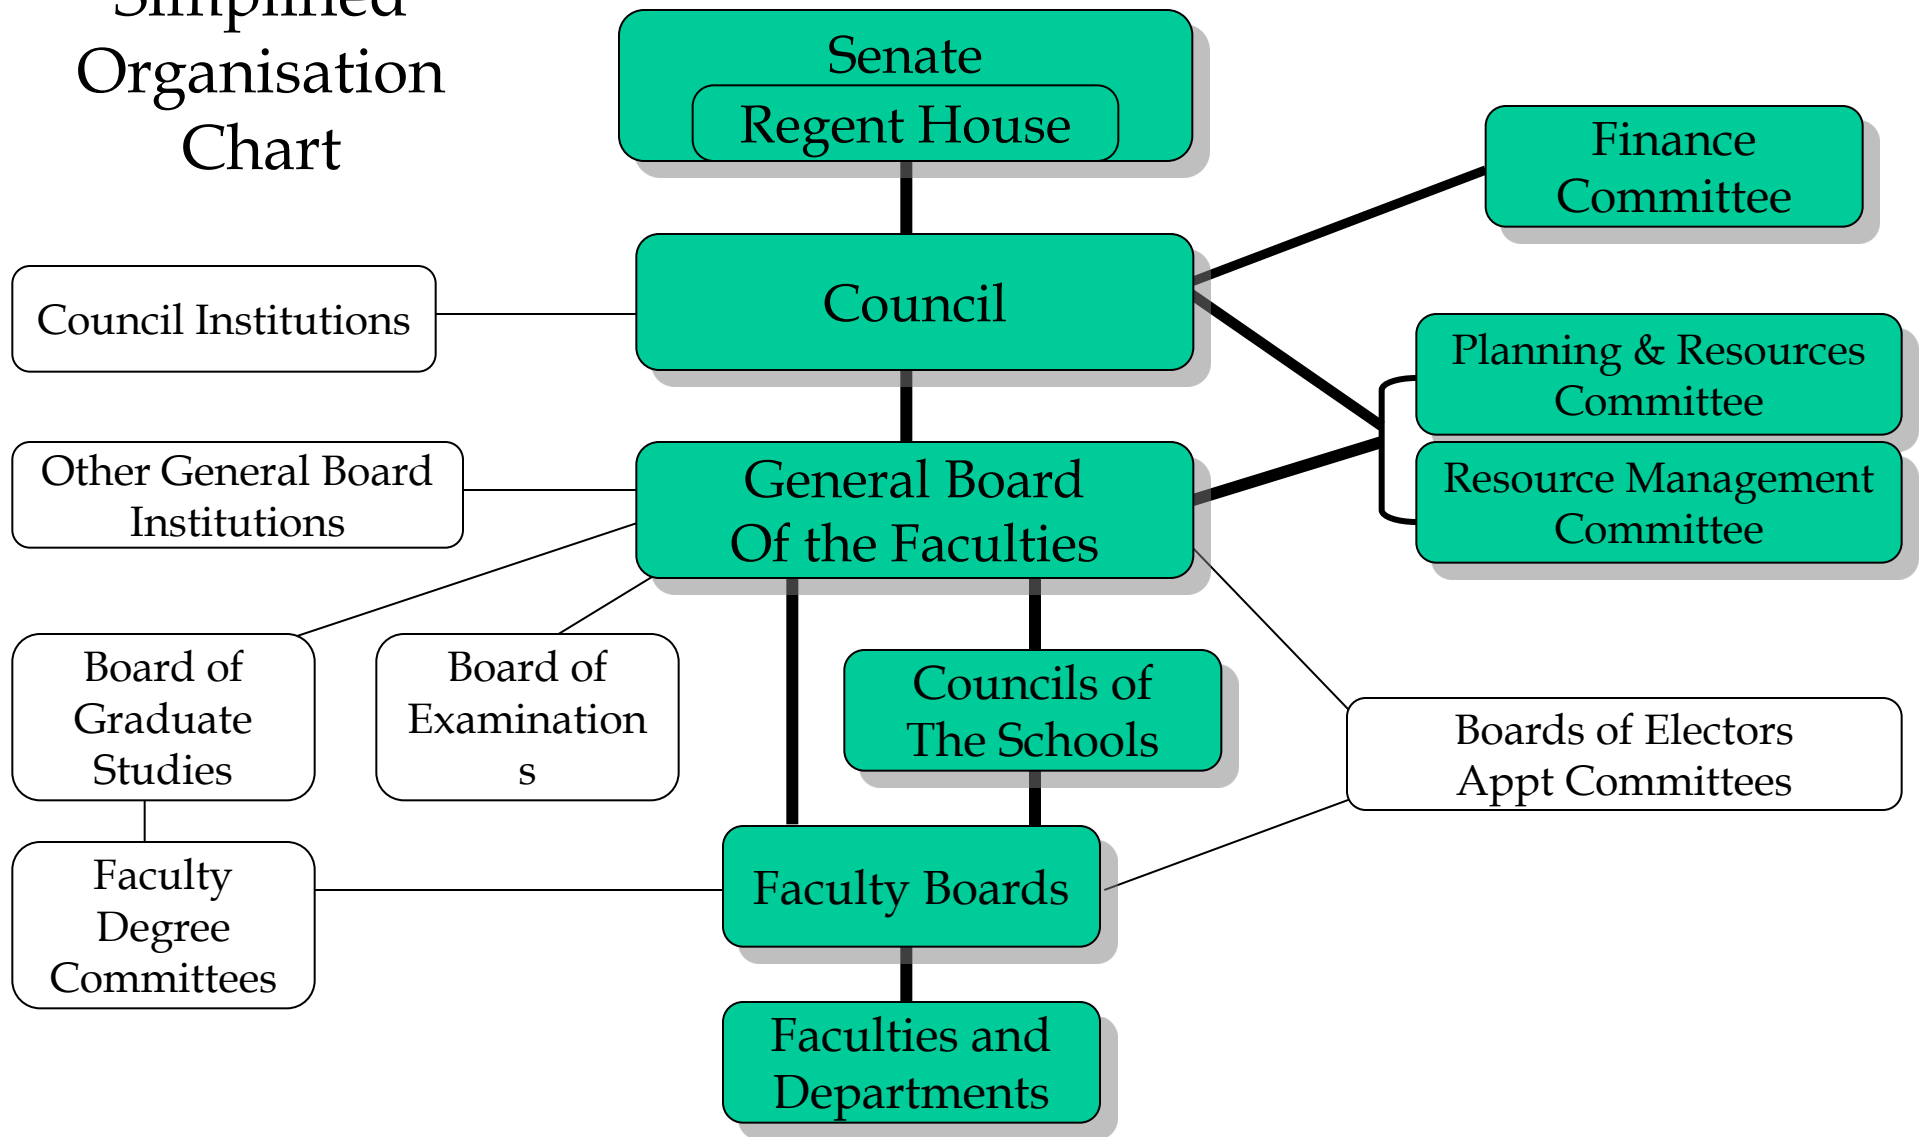 Simplified
Organisation
Chart
Senate
Regent House
Finance
Committee
Council
Council Institutions
Planning & Resources
Committee
Other General Board
Institutions
General Board
Of the Faculties
Resource Management
Committee
Board of
Graduate
Studies
Board of
Examination
s
Councils of
The Schools
Boards of Electors
Appt Committees
Faculty
Degree
Committees
Faculty Boards
Faculties and
Departments